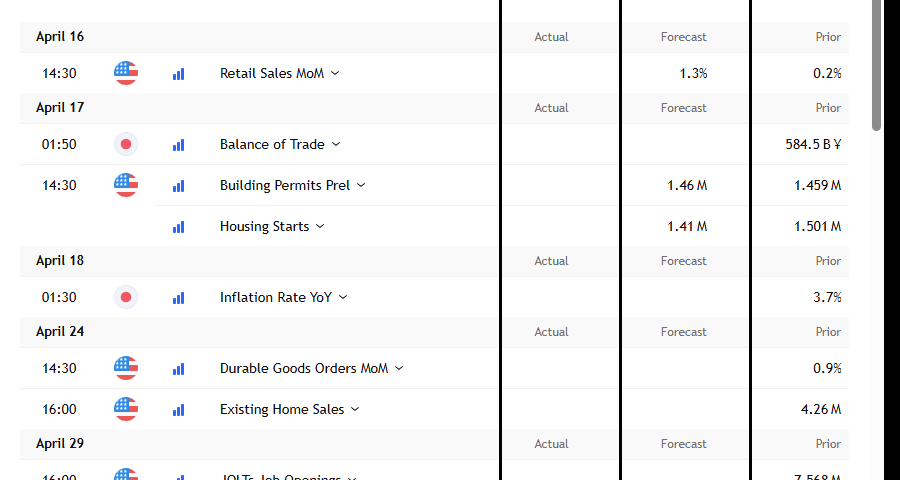 April 16 Actual Forecast Prior
14:30 Retail Sales MoM 1.3% 0.2%
April 17 Actual Forecast Prior
01:50 Balance of Trade 584.5 B ¥
14:30 Building Permits Prel 1.46 M 1.459 M
Housing Starts 1.41 M 1.501 M
April 18 Actual Forecast Prior
01:30 Inflation Rate YoY 3.7%
April 24 Actual Forecast Prior
14:30 Durable Goods Orders MoM 0.9%
16:00 Existing Home Sales 4.26 M
April 29 Actual Forecast Prior
16:00 JOLTs Job Openings 7.568 M